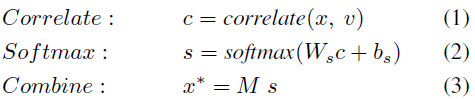 Correlate : c = correlate(x, v) (1)
Softmax : s = softmax(W_s c + b_s) (2)
Combine : x* = M s (3)